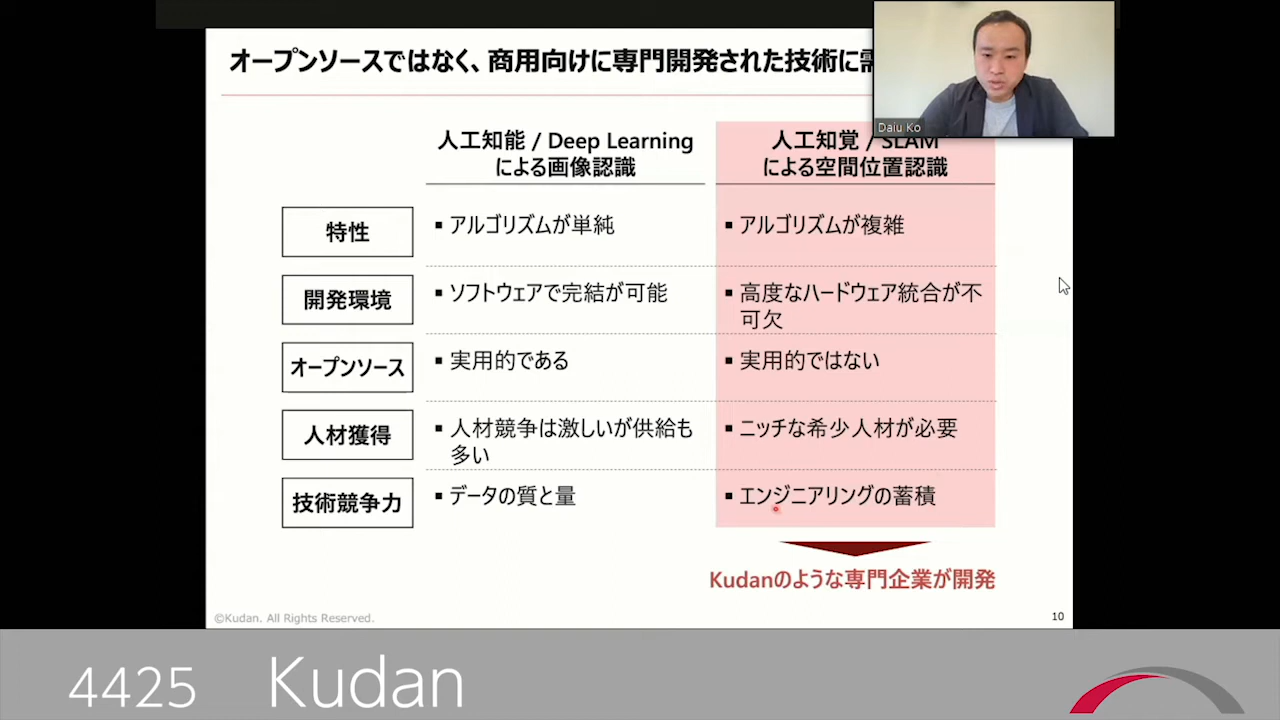 オープンソースではなく、商用向けに専門開発された技術に
Daiu Ko
人工知能 / Deep Learning
による画像認識
人工知覚 / SLAM
による空間位置認識
特性
▪ アルゴリズムが単純
▪ アルゴリズムが複雑
開発環境
▪ ソフトウェアで完結が可能
▪ 高度なハードウェア統合が不
可欠
オープンソース
▪ 実用的である
▪ 実用的ではない
人材獲得
▪ 人材競争は激しいが供給も
多い
▪ ニッチな希少人材が必要
技術競争力
▪ データの質と量
▪ エンジニアリングの蓄積
Kudanのような専門企業が開発
©Kudan. All Rights Reserved.
10
4425 Kudan